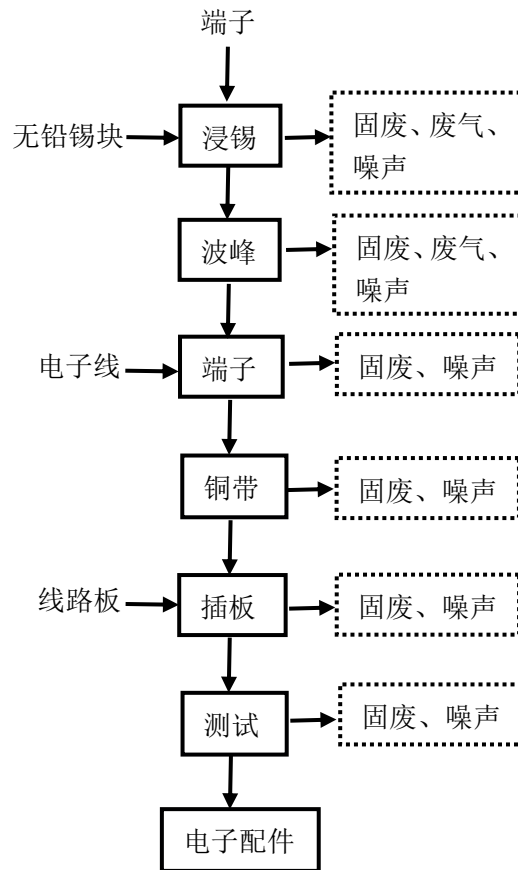 端子
无铅锡块
浸锡
固废、废气、
噪声
波峰
固废、废气、
噪声
电子线
端子
固废、噪声
铜带
固废、噪声
线路板
插板
固废、噪声
测试
固废、噪声
电子配件